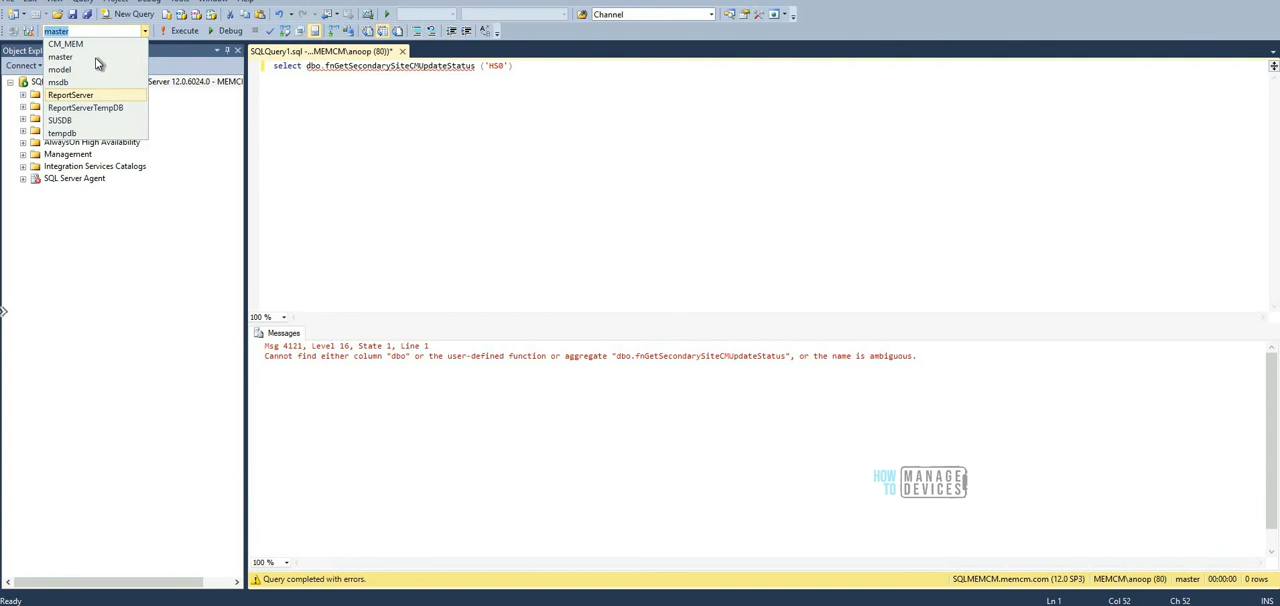 New Query
Channel
master
Execute
Debug
Object Expl
SQLQuery1.sql -...MEMCM\anoop (80))*
CM_MEM
master
model
msdb
ReportServer
ReportServerTempDB
SUSDB
tempdb
Connect
Server 12.0.6024.0 - MEMC
AlwaysOn High Availability
Management
Integration Services Catalogs
SQL Server Agent
select dbo.fnGetSecondarySiteCMUpdateStatus ('HS0')
100 %
Messages
Msg 4121, Level 16, State 1, Line 1
Cannot find either column "dbo" or the user-defined function or aggregate "dbo.fnGetSecondarySiteCMUpdateStatus", or the name is ambiguous.
HOW TO MANAGE DEVICES
100 %
Query completed with errors.
SQLMEMCM.memcm.com (12.0 SP3)
MEMCM\anoop (80)
master
00:00:00
0 rows
Ready
Ln 1
Col 52
Ch 52
INS